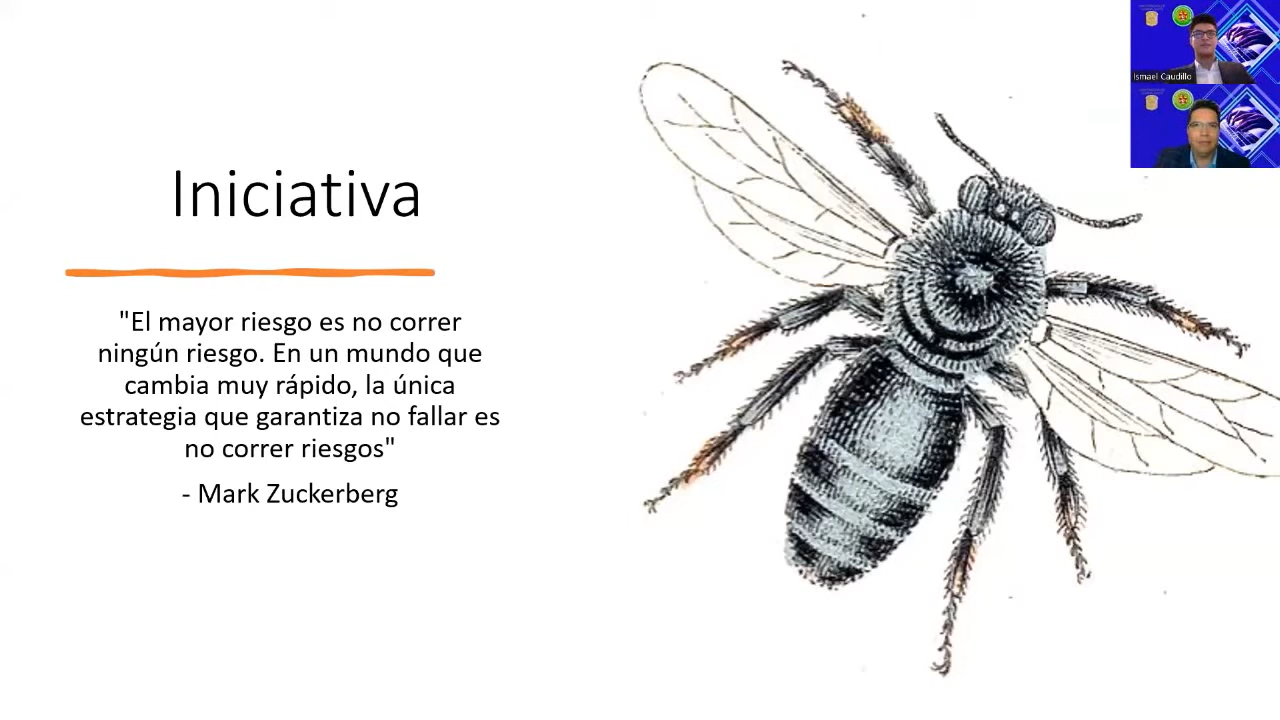 Iniciativa
"El mayor riesgo es no correr
ningún riesgo. En un mundo que
cambia muy rápido, la única
estrategia que garantiza no fallar es
no correr riesgos"
- Mark Zuckerberg
Ismael Caudillo